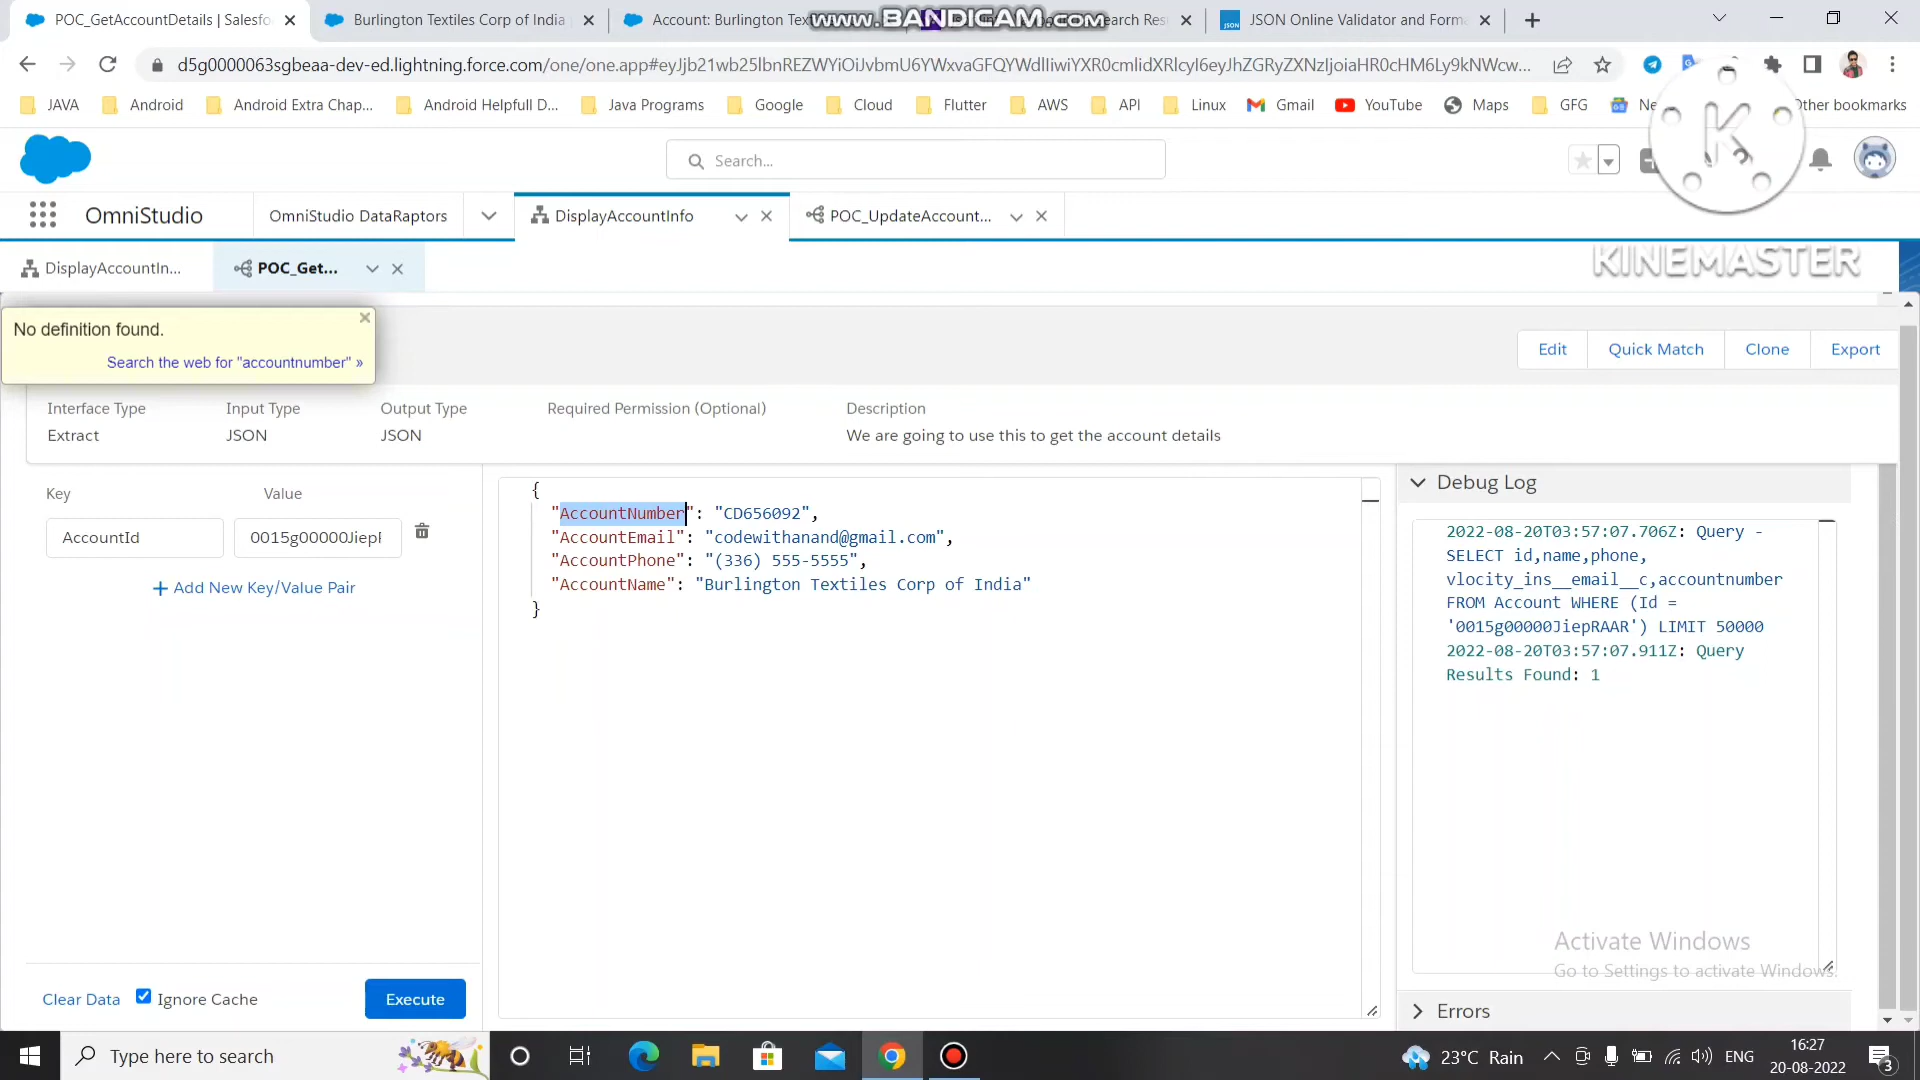 POC_GetAccountDetails | Salesfo
Burlington Textiles Corp of India
Account: Burlington Tex
www.BANDICAM.com
earch Res
JSON Online Validator and Forma
d5g0000063sgbeaa-dev-ed.lightning.force.com/one/one.app#eyJjb21wb25lbnREZWYiOiJvbmU6YWxvaGFQYWdlIiwiYXR0cmlidXRlcyI6eyJhZGRyZXNzIjoiaHR0cHM6Ly9kNWcw...
JAVA
Android
Android Extra Chap...
Android Helpfull D...
Java Programs
Google
Cloud
Flutter
AWS
API
Linux
Gmail
YouTube
Maps
GFG
Ne
Other bookmarks
Search...
K
OmniStudio
OmniStudio DataRaptors
DisplayAccountInfo
POC_UpdateAccount...
DisplayAccountIn...
POC_Get...
KINEMASTER
No definition found.
Search the web for "accountnumber" »
Edit
Quick Match
Clone
Export
Interface Type
Input Type
Output Type
Required Permission (Optional)
Description
Extract
JSON
JSON
We are going to use this to get the account details
Key
Value
AccountId
0015g00000JiepR
+ Add New Key/Value Pair
Clear Data
Ignore Cache
Execute
{
"AccountNumber": "CD656092",
"AccountEmail": "codewithanand@gmail.com",
"AccountPhone": "(336) 555-5555",
"AccountName": "Burlington Textiles Corp of India"
}
Debug Log
2022-08-20T03:57:07.706Z: Query -
SELECT id,name,phone,
vlocity_ins__email__c,accountnumber
FROM Account WHERE (Id =
'0015g00000JiepRAAR') LIMIT 50000
2022-08-20T03:57:07.911Z: Query
Results Found: 1
Activate Windows
Go to Settings to activate Windows.
Errors
Type here to search
23°C Rain
ENG
16:27
20-08-2022
3